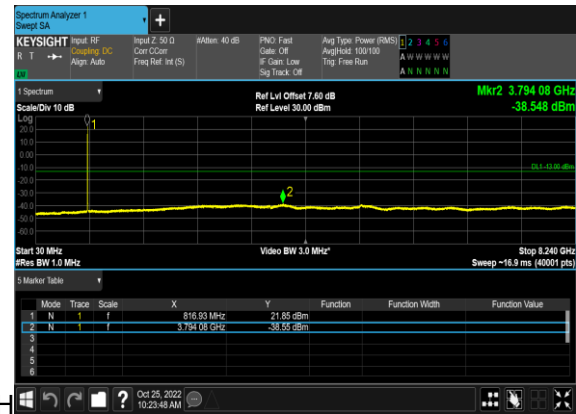 Spectrum Analyzer 1
Swept SA
KEYSIGHT Input: RF Input Z: 50 Ω #Atten: 40 dB PNO: Fast Avg Type: Power (RMS) 1 2 3 4 5 6
R T Coupling: DC Corr CCorr Gate: Off Avg|Hold: 100/100 A W W W W W
Align: Auto Freq Ref: Int (S) IF Gain: Low Trig: Free Run
Sig Track: Off A N N N N N
LW
1 Spectrum Ref Lvl Offset 7.60 dB Mkr2 3.794 08 GHz
Scale/Div 10 dB Ref Level 30.00 dBm -38.548 dBm
Log
20.0
10.0
0.00
-10.0
-20.0
-30.0
-40.0
-50.0
-60.0
1
DL1 -13.00 dBm
2
Start 30 MHz Video BW 3.0 MHz* Stop 8.240 GHz
#Res BW 1.0 MHz Sweep ~16.9 ms (40001 pts)
5 Marker Table
Mode Trace Scale X Y Function Function Width Function Value
1 N 1 f 816.93 MHz 21.85 dBm
2 N 1 f 3.794 08 GHz -38.55 dBm
3
4
5
6
? Oct 25, 2022
10:23:48 AM